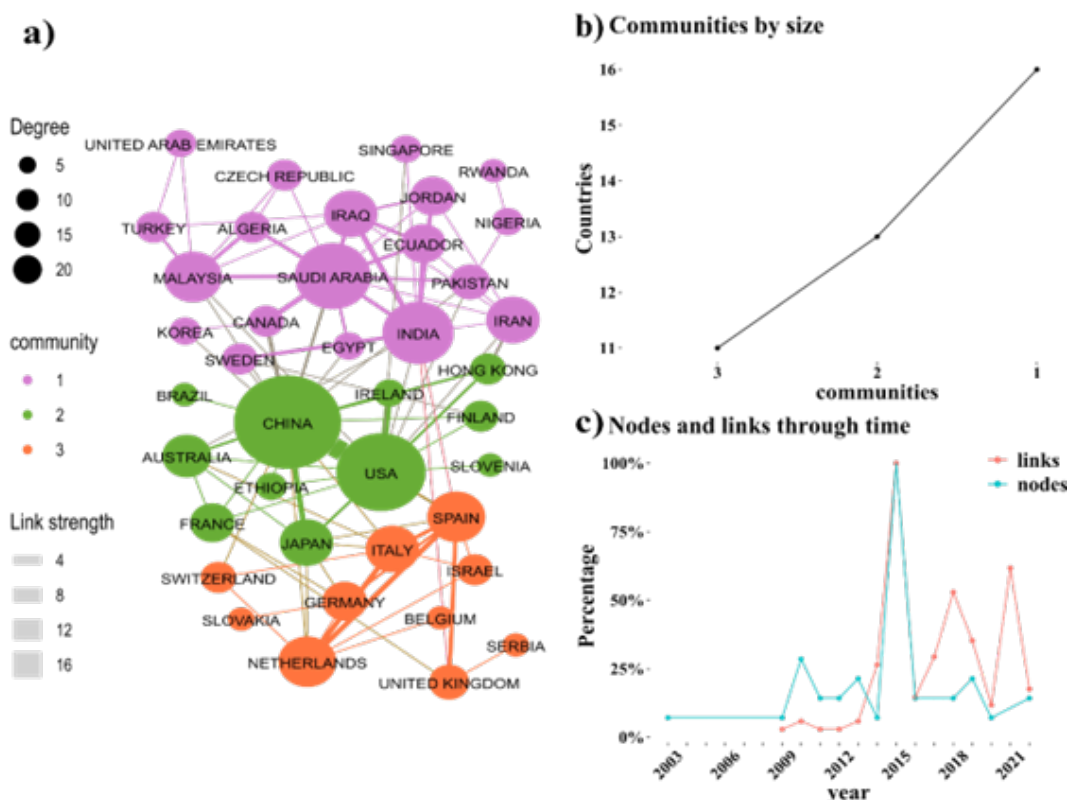 a)
Degree
5
10
15
20
community
1
2
3
Link strength
4
8
12
16
UNITED ARAB EMIRATES
SINGAPORE
CZECH REPUBLIC
RWANDA
JORDAN
TURKEY
ALGERIA
IRAQ
NIGERIA
ECUADOR
MALAYSIA
SAUDI ARABIA
PAKISTAN
KOREA
CANADA
INDIA
IRAN
SWEDEN
EGYPT
HONG KONG
BRAZIL
IRELAND
CHINA
FINLAND
AUSTRALIA
USA
SLOVENIA
ETHIOPIA
FRANCE
SPAIN
JAPAN
ITALY
SWITZERLAND
ISRAEL
GERMANY
SLOVAKIA
BELGIUM
SERBIA
NETHERLANDS
UNITED KINGDOM
b) Communities by size
Countries
16
15
14
13
12
11
3 2 1
communities
c) Nodes and links through time
links
nodes
Percentage
100%
75%
50%
25%
0%
2003 2006 2009 2012 2015 2018 2021
year